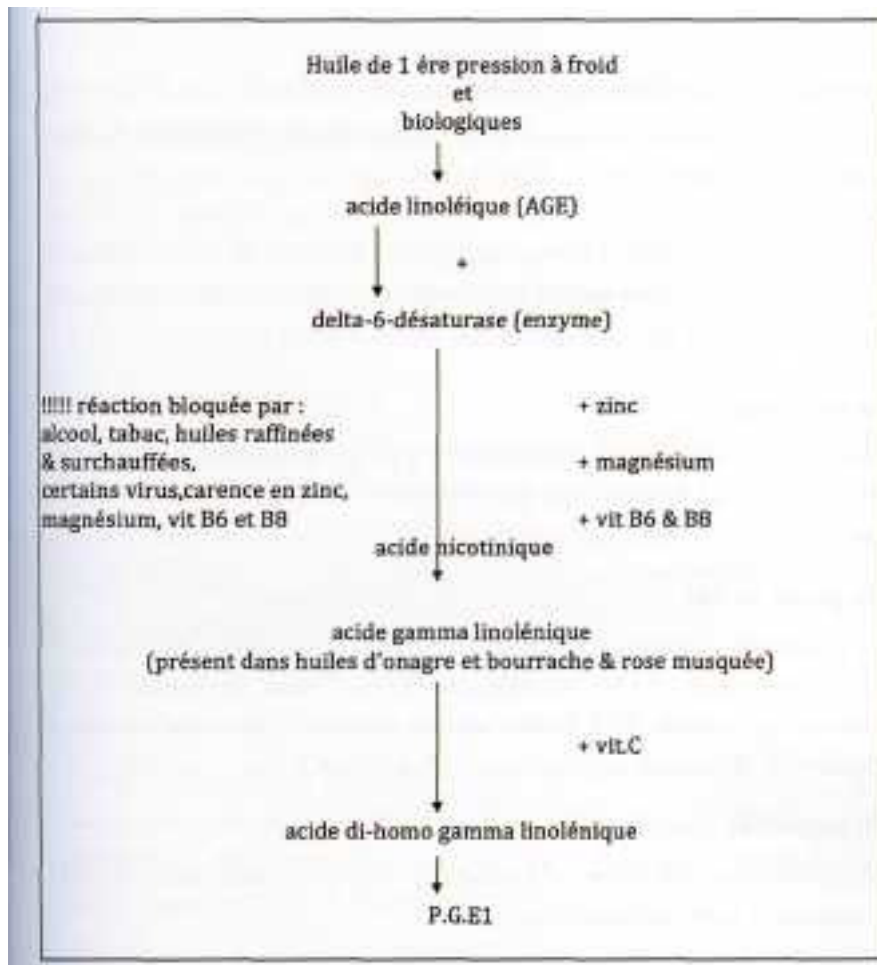 Huile de 1 ére pression à froid
et
biologiques
acide linoléique (AGE)
+
delta-6-désaturase (enzyme)
!!!!! réaction bloquée par :
alcool, tabac, huiles raffinées
& surchauffées,
certains virus,carence en zinc,
magnésium, vit B6 et B8
+ zinc
+ magnésium
+ vit B6 & B8
acide nicotinique
acide gamma linolénique
(présent dans huiles d'onagre et bourrache & rose musquée)
+ vit.C
acide di-homo gamma linolénique
P.G.E1